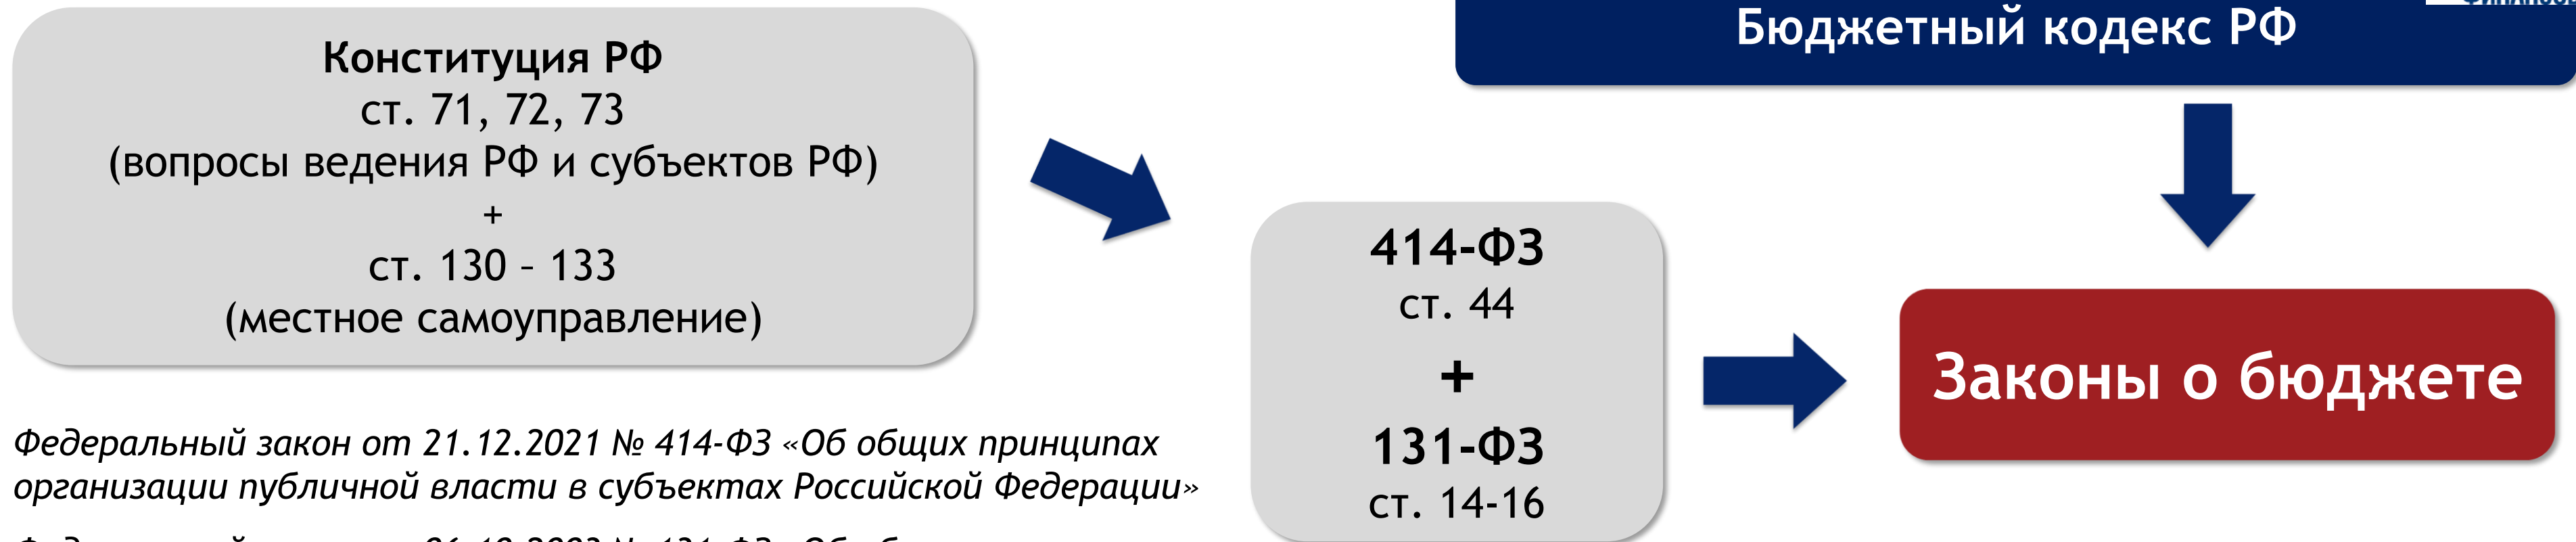 Конституция РФ
ст. 71, 72, 73
(вопросы ведения РФ и субъектов РФ)
+
ст. 130 – 133
(местное самоуправление)
Бюджетный кодекс РФ
414-ФЗ
ст. 44
+
131-ФЗ
ст. 14-16
Законы о бюджете
Федеральный закон от 21.12.2021 № 414-ФЗ «Об общих принципах
организации публичной власти в субъектах Российской Федерации»